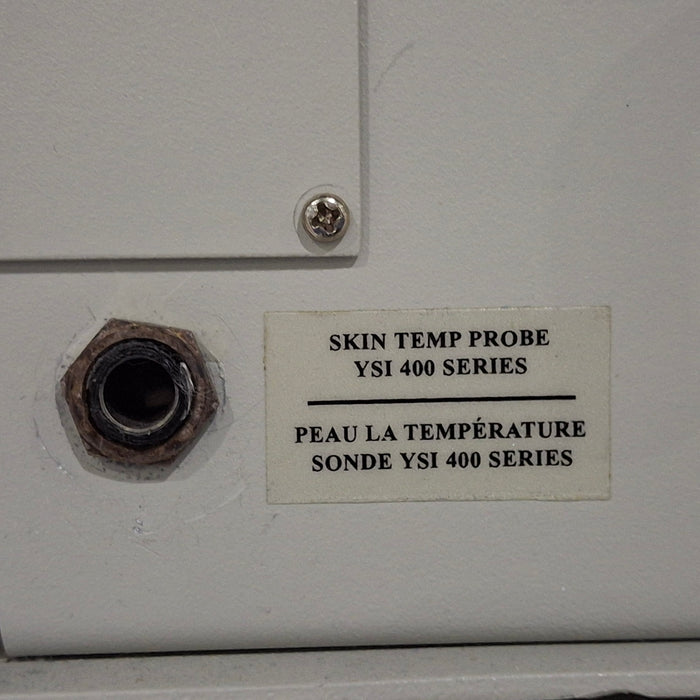 SKIN TEMP PROBE
YSI 400 SERIES
PEAU LA TEMPÉRATURE
SONDE YSI 400 SERIES